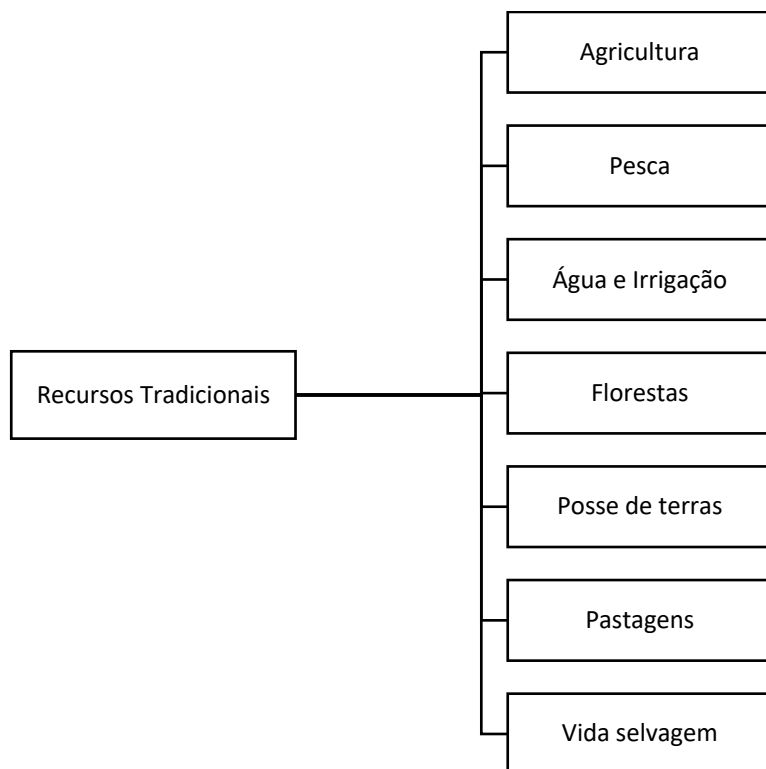 Agricultura
Pesca
Água e Irrigação
Recursos Tradicionais
Florestas
Posse de terras
Pastagens
Vida selvagem